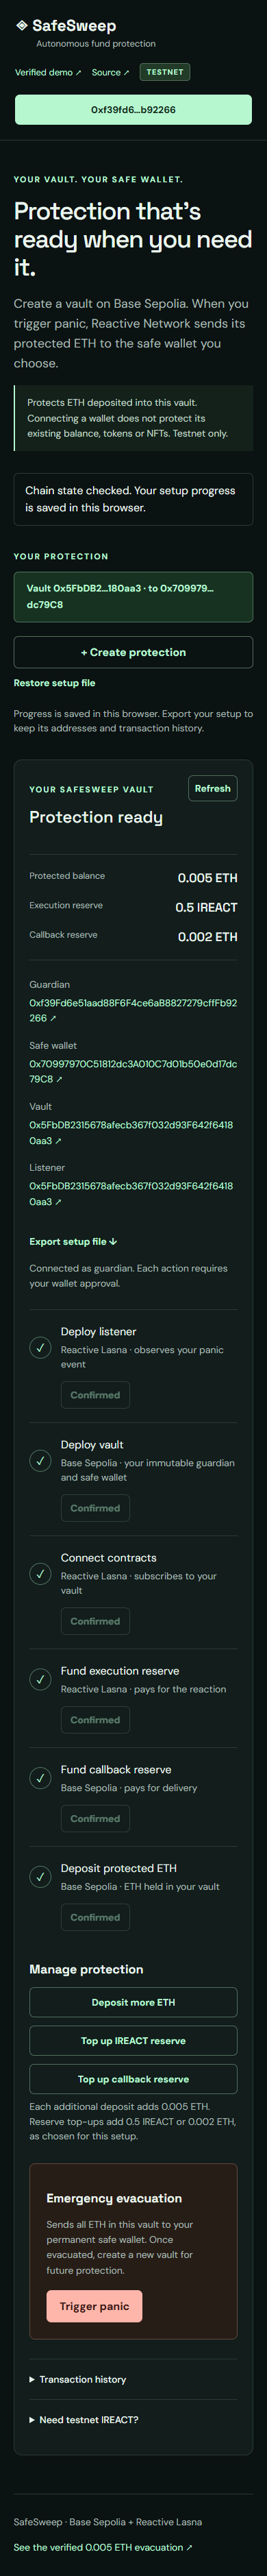 SafeSweep
Autonomous fund protection
Verified demo ↗ Source ↗ TESTNET
0xf39fd6…b92266
YOUR VAULT. YOUR SAFE WALLET.
Protection that's
ready when you need
it.
Create a vault on Base Sepolia. When you
trigger panic, Reactive Network sends its
protected ETH to the safe wallet you
choose.
Protects ETH deposited into this vault.
Connecting a wallet does not protect its
existing balance, tokens or NFTs. Testnet only.
Chain state checked. Your setup progress
is saved in this browser.
YOUR PROTECTION
Vault 0x5FbDB2…180aa3 · to 0x709979…
dc79C8
+ Create protection
Restore setup file
Progress is saved in this browser. Export your setup to
keep its addresses and transaction history.
YOUR SAFESWEEP VAULT
Refresh
Protection ready
Protected balance 0.005 ETH
Execution reserve 0.5 lREACT
Callback reserve 0.002 ETH
Guardian
0xf39Fd6e51aad88F6F4ce6aB8827279cffFb92
266 ↗
Safe wallet
0x70997970C51812dc3A010C7d01b50e0d17dc
79C8 ↗
Vault
0x5FbDB2315678afecb367f032d93F642f6418
0aa3 ↗
Listener
0x5FbDB2315678afecb367f032d93F642f6418
0aa3 ↗
Export setup file ↓
Connected as guardian. Each action requires
your wallet approval.
✓ Deploy listener
Reactive Lasna · observes your panic
event
Confirmed
✓ Deploy vault
Base Sepolia · your immutable guardian
and safe wallet
Confirmed
✓ Connect contracts
Reactive Lasna · subscribes to your
vault
Confirmed
✓ Fund execution reserve
Reactive Lasna · pays for the reaction
Confirmed
✓ Fund callback reserve
Base Sepolia · pays for delivery
Confirmed
✓ Deposit protected ETH
Base Sepolia · ETH held in your vault
Confirmed
Manage protection
Deposit more ETH
Top up lREACT reserve
Top up callback reserve
Each additional deposit adds 0.005 ETH.
Reserve top-ups add 0.5 lREACT or 0.002 ETH,
as chosen for this setup.
Emergency evacuation
Sends all ETH in this vault to your
permanent safe wallet. Once
evacuated, create a new vault for
future protection.
Trigger panic
▶ Transaction history
▶ Need testnet lREACT?
SafeSweep · Base Sepolia + Reactive Lasna
See the verified 0.005 ETH evacuation ↗